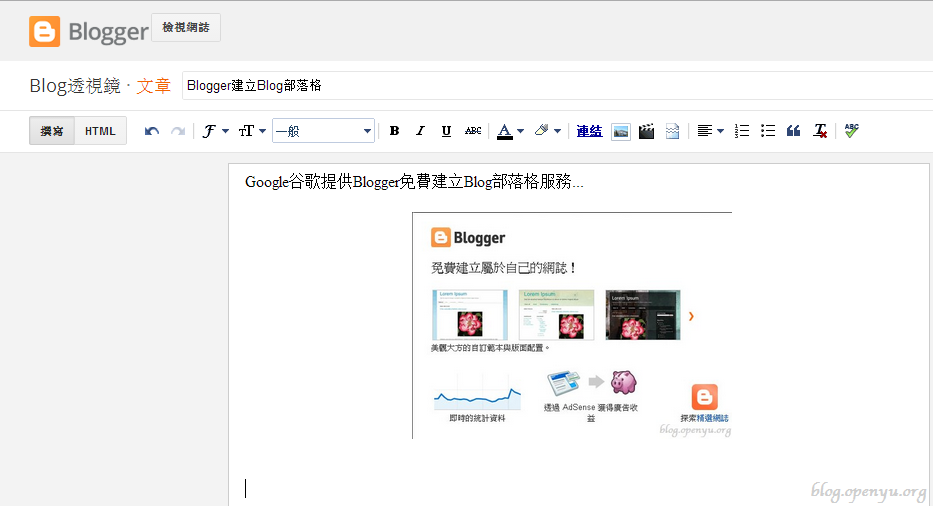 Blogger 檢視網誌
Blog透視鏡 · 文章 Blogger建立Blog部落格
撰寫 HTML 一般 B I U ABC A 連結 ABC
Google谷歌提供Blogger免費建立Blog部落格服務...
Blogger
免費建立屬於自己的網誌！
Lorem Ipsum Lorem Ipsum Lorem Ipsum
美觀大方的自訂範本與版面配置。
即時的統計資料
透過 AdSense 獲得廣告收
益
探索精選網誌
blog.openyu.org
blog.openyu.org